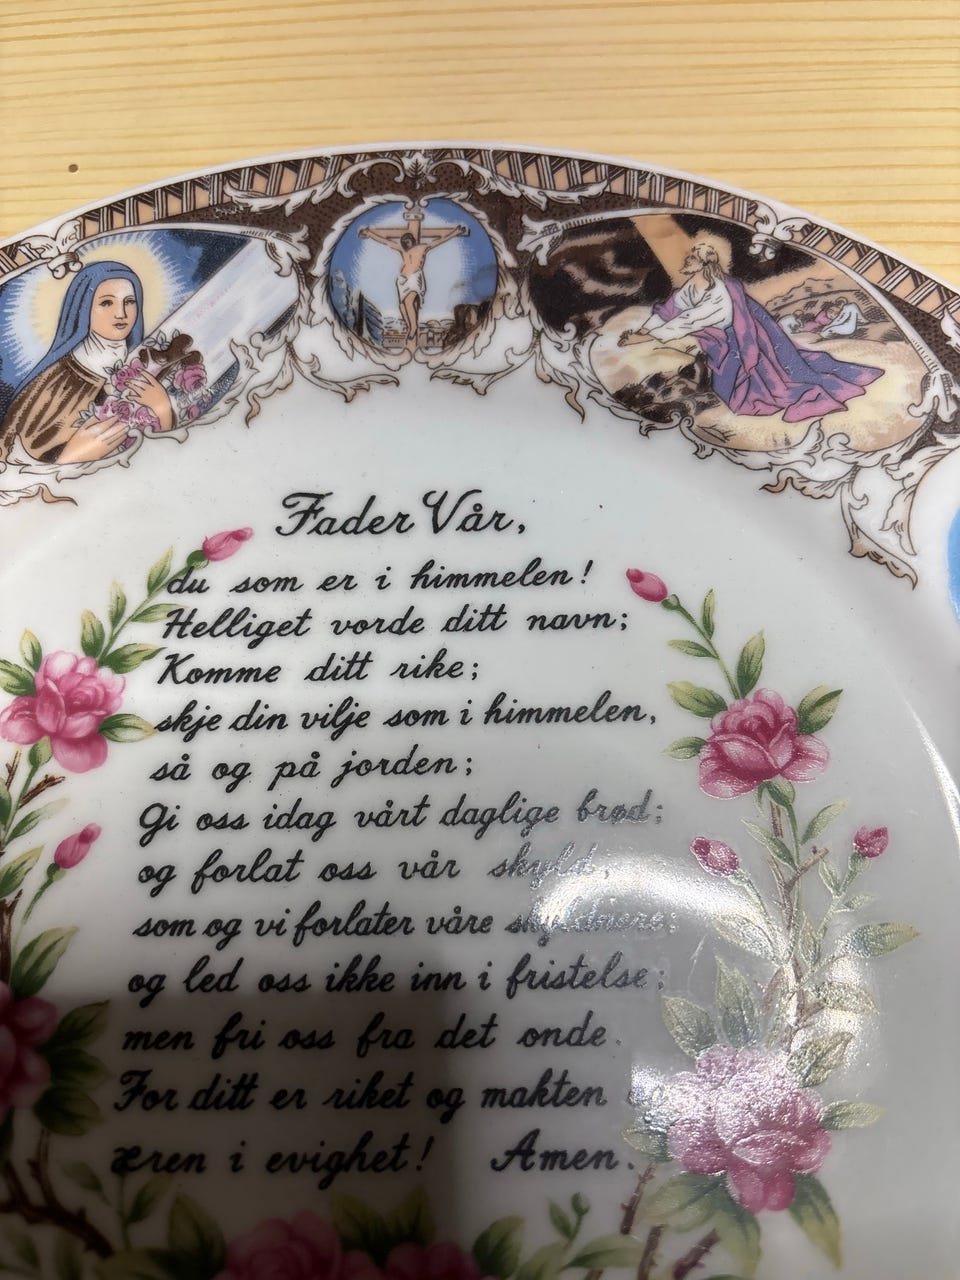 Fader Vår,
du som er i himmelen!
Helliget vorde ditt navn;
Komme ditt rike;
skje din vilje som i himmelen,
så og på jorden;
Gi oss idag vårt daglige brød;
og forlat oss vår skyld,
som og vi forlater våre skyldnere;
og led oss ikke inn i fristelse;
men fri oss fra det onde.
For ditt er riket og makten og
æren i evighet! Amen.